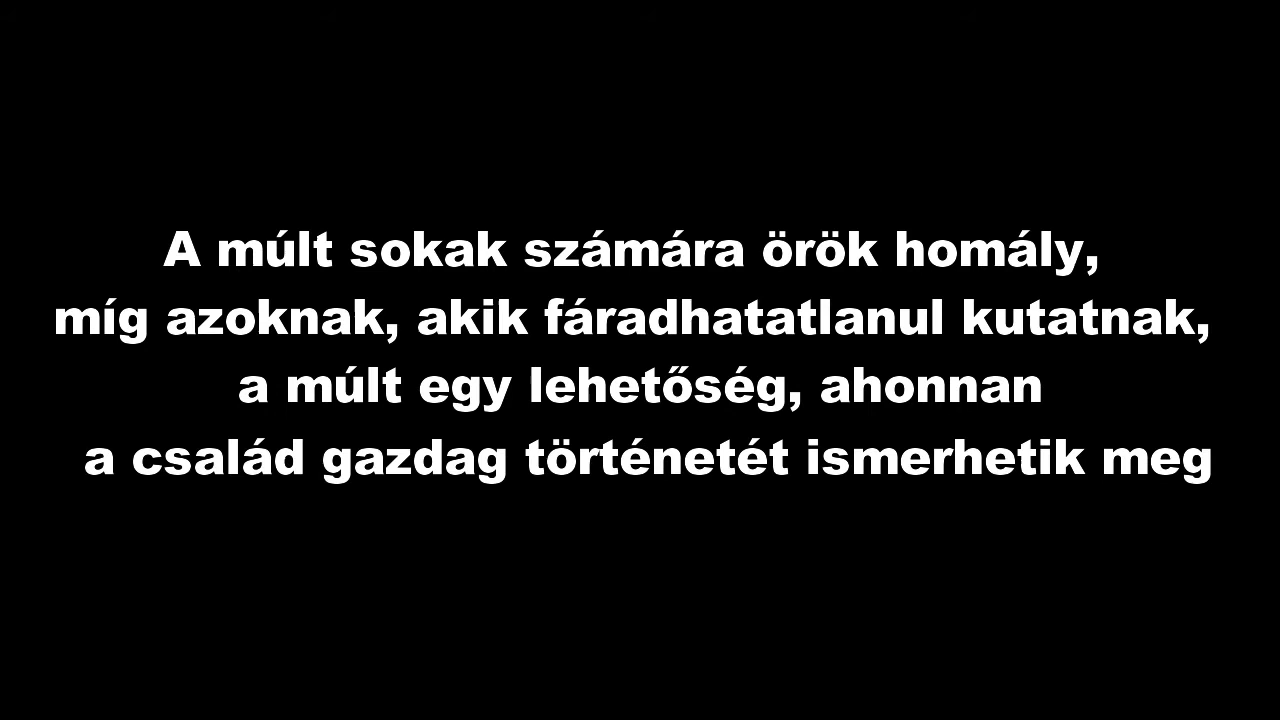 A múlt sokak számára örök homály,
míg azoknak, akik fáradhatatlanul kutatnak,
a múlt egy lehetőség, ahonnan
a család gazdag történetét ismerhetik meg